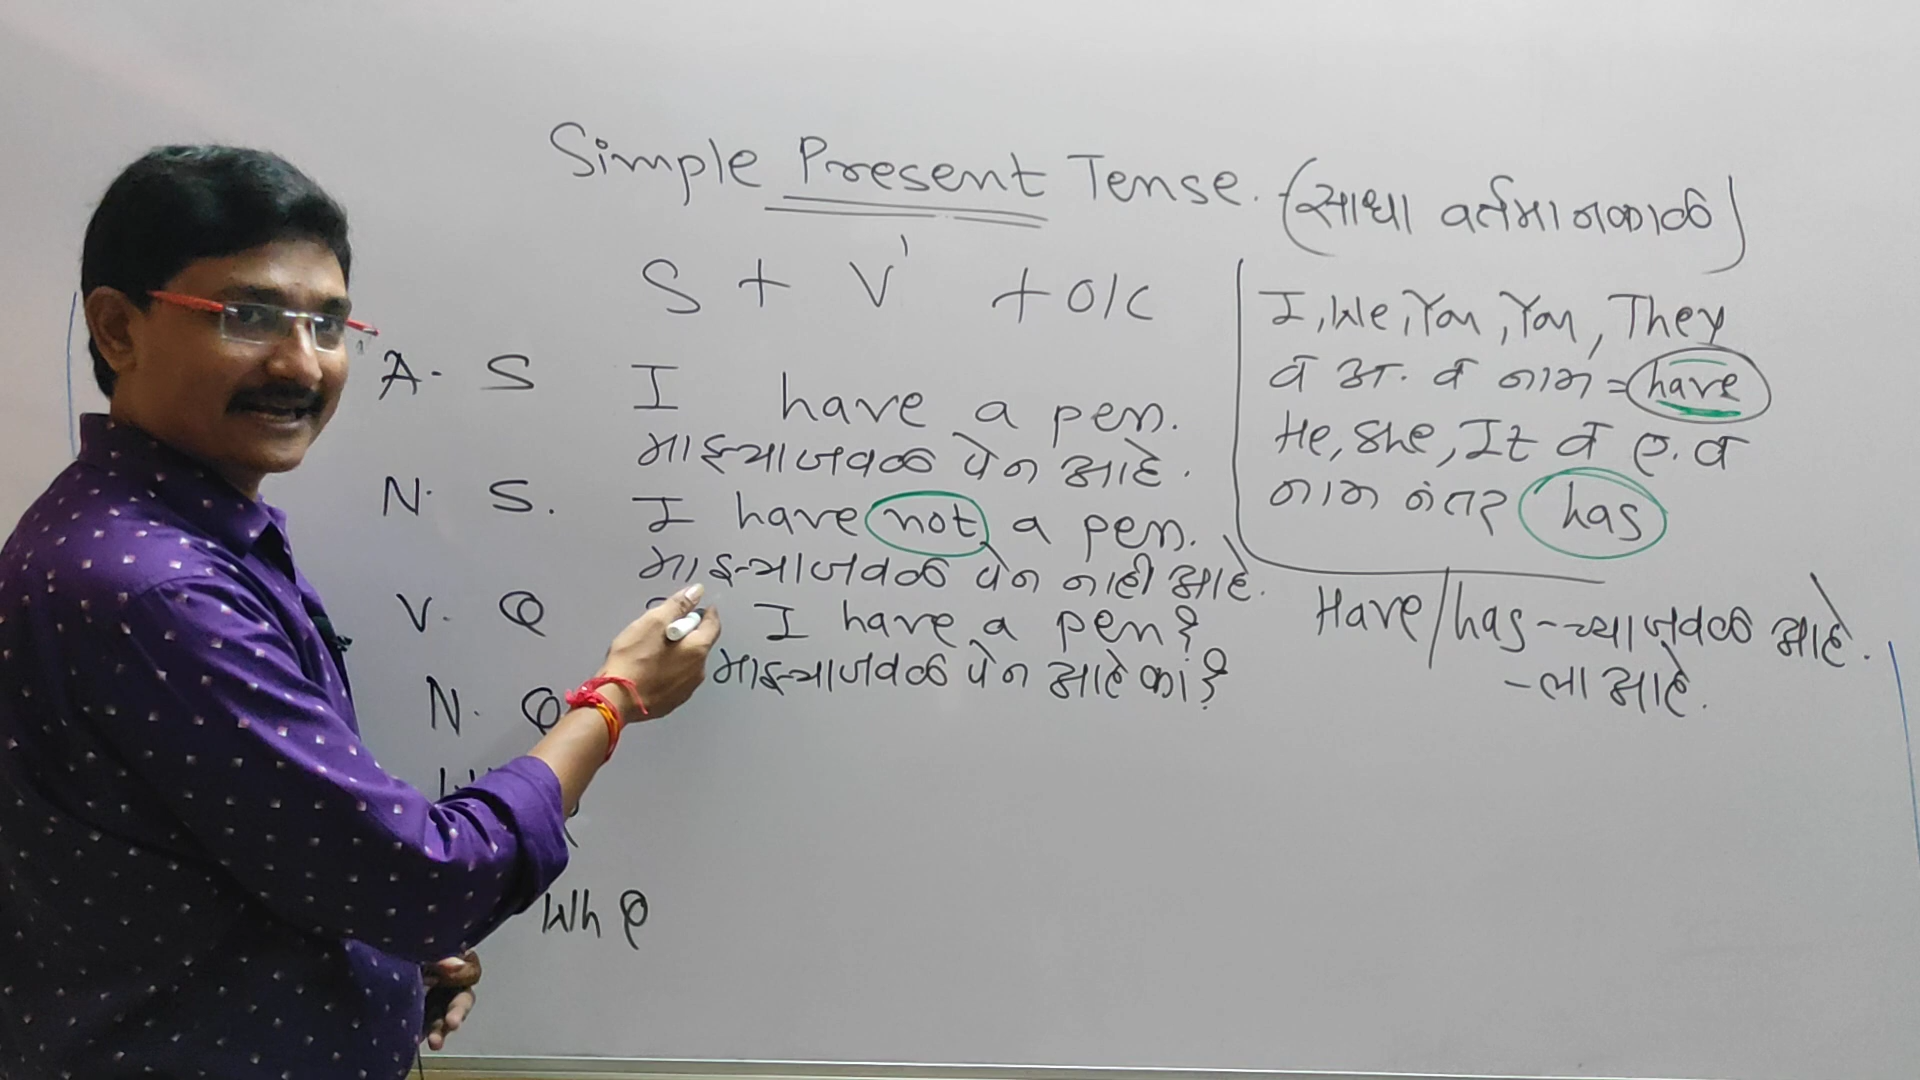 Simple Present Tense. (साधा वर्तमानकाळ)
S + V¹ + O/C
A. S I have a pen.
माझ्याजवळ पेन आहे.
N. S. I have not a pen.
माझ्याजवळ पेन नाही आहे.
V. Q I have a pen?
माझ्याजवळ पेन आहे का?
N. Q
Wh Q
I, We, You, You, They
व अ. व नाम = have
He, She, It व ए. व
नाम नंतर has
Have/has - च्याजवळ आहे.
- ला आहे.